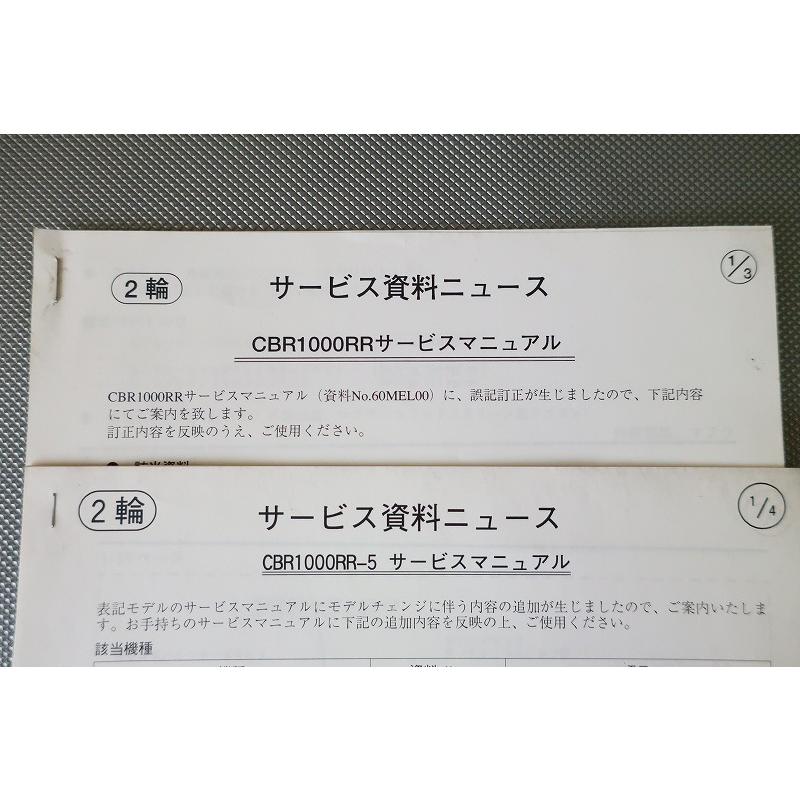 2輪
サービス資料ニュース
1/3
CBR1000RRサービスマニュアル
CBR1000RRサービスマニュアル（資料No.60MEL00）に、誤記訂正が生じましたので、下記内容
にてご案内を致します。
訂正内容を反映のうえ、ご使用ください。
2輪
サービス資料ニュース
1/4
CBR1000RR-5 サービスマニュアル
表記モデルのサービスマニュアルにモデルチェンジに伴う内容の追加が生じましたので、ご案内いたしま
す。お手持ちのサービスマニュアルに下記の追加内容を反映の上、ご使用ください。
該当機種